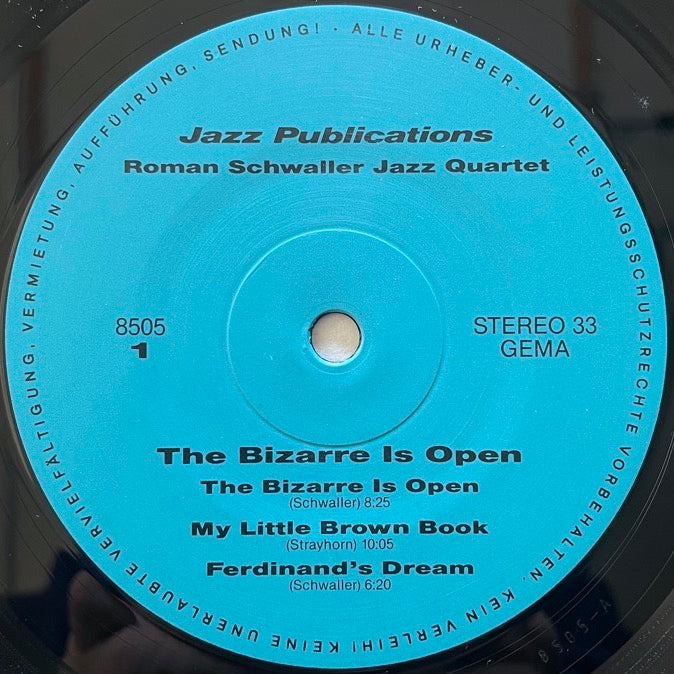 Jazz Publications
Roman Schwaller Jazz Quartet
8505
1
STEREO 33
GEMA
The Bizarre Is Open
The Bizarre Is Open
(Schwaller) 8:25
My Little Brown Book
(Strayhorn) 10:05
Ferdinand's Dream
(Schwaller) 6:20
ALLE URHEBER- UND LEISTUNGSSCHUTZRECHTE VORBEHALTEN. KEIN VERLEIH! KEINE UNERLAUBTE VERVIELFÄLTIGUNG, VERMIETUNG, AUFFÜHRUNG, SENDUNG! ·
8505-A